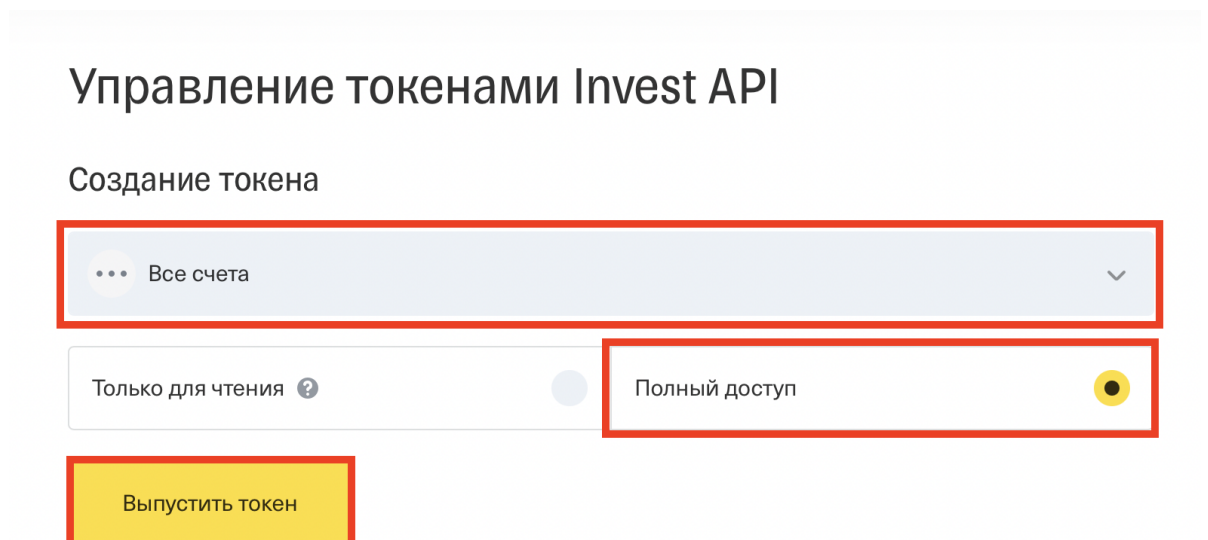 Управление токенами Invest API
Создание токена
Все счета
Только для чтения ?
Полный доступ
Выпустить токен